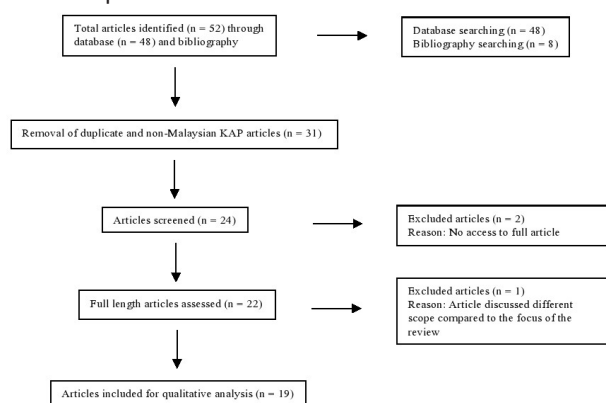 Total articles identified (n = 52) through
database (n = 48) and bibliography
Database searching (n = 48)
Bibliography searching (n = 8)
Removal of duplicate and non-Malaysian KAP articles (n = 31)
Articles screened (n = 24)
Excluded articles (n = 2)
Reason: No access to full article
Full length articles assessed (n = 22)
Excluded articles (n = 1)
Reason: Article discussed different
scope compared to the focus of the
review
Articles included for qualitative analysis (n = 19)